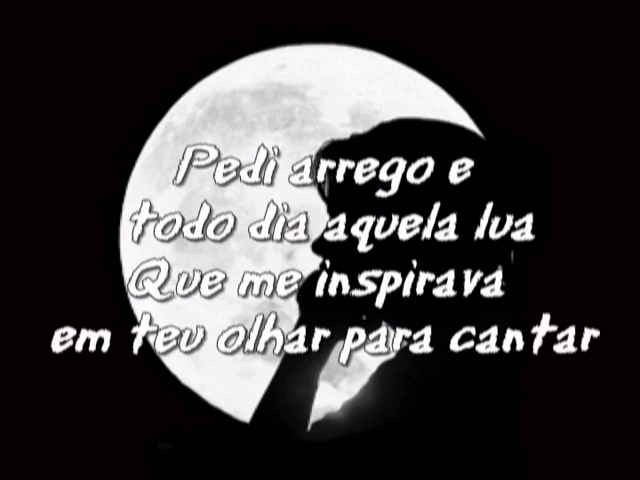 Pedi arrego e
todo dia aquela lua
Que me inspirava
em teu olhar para cantar